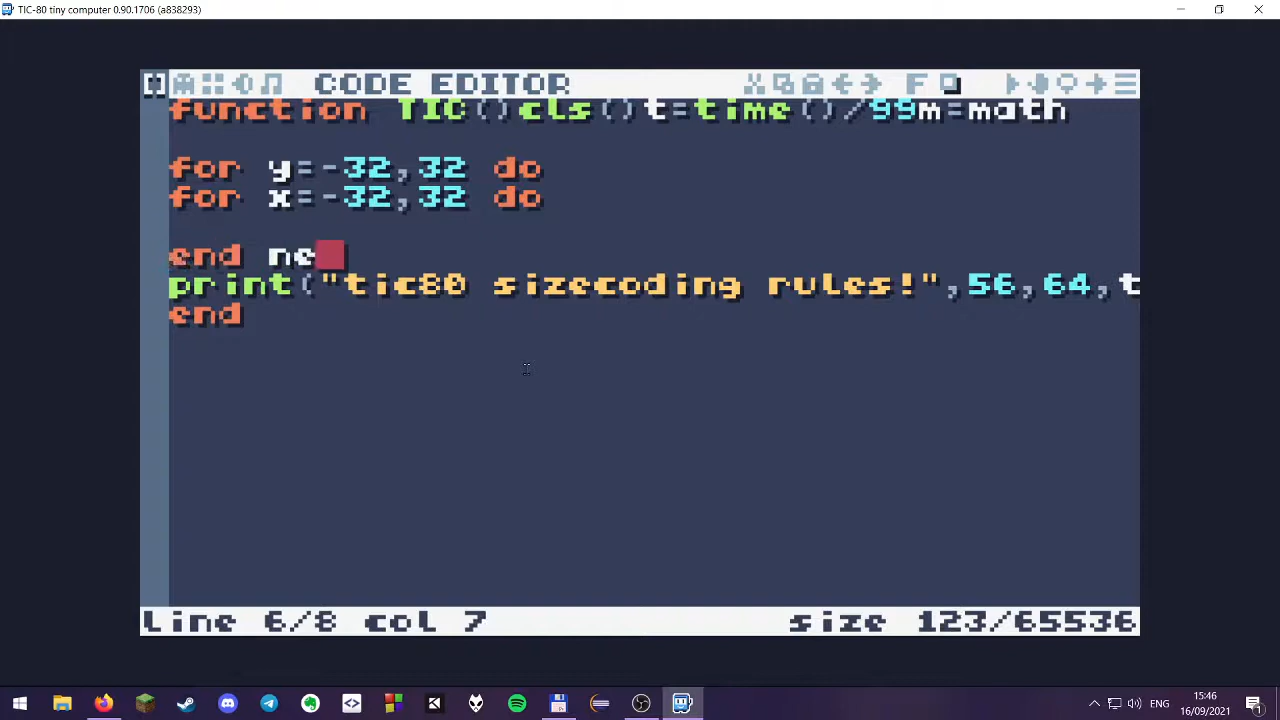 TIC-80 tiny computer 0.90.1706 (a838293)
CODE EDITOR
F
function TIC()cls()t=time()/99m=math
for y=-32,32 do
for x=-32,32 do
end ne
print("tic80 sizecoding rules!",56,64,t
end
line 6/8 col 7
size 123/65536
ENG
15:46
16/09/2021
1